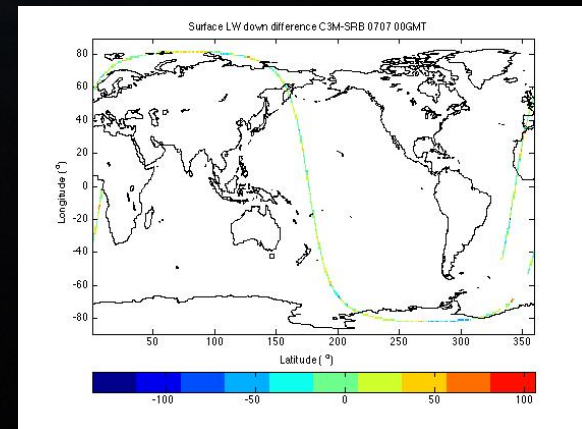 Surface LW down difference C3M-SRB 0707 00GMT
80
60
40
20
0
-20
-40
-60
-80
Longitude ( °)
50 100 150 200 250 300 350
Latitude ( °)
-100 -50 0 50 100